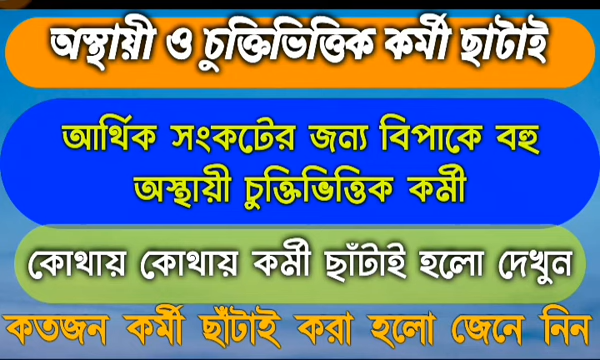 অস্থায়ী ও চুক্তিভিত্তিক কর্মী ছাটাই
আর্থিক সংকটের জন্য বিপাকে বহু
অস্থায়ী চুক্তিভিত্তিক কর্মী
কোথায় কোথায় কর্মী ছাঁটাই হলো দেখুন
কতজন কর্মী ছাঁটাই করা হলো জেনে নিন